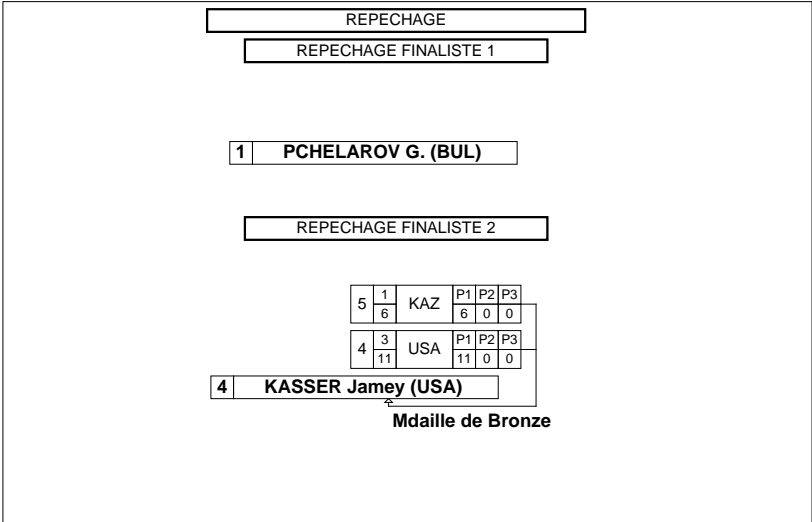 REPECHAGE
REPECHAGE FINALISTE 1
1 PCHELAROV G. (BUL)
REPECHAGE FINALISTE 2
5 1 KAZ P1 P2 P3
6 6 0 0
4 3 USA P1 P2 P3
11 11 0 0
4 KASSER Jamey (USA)
Mdaille de Bronze